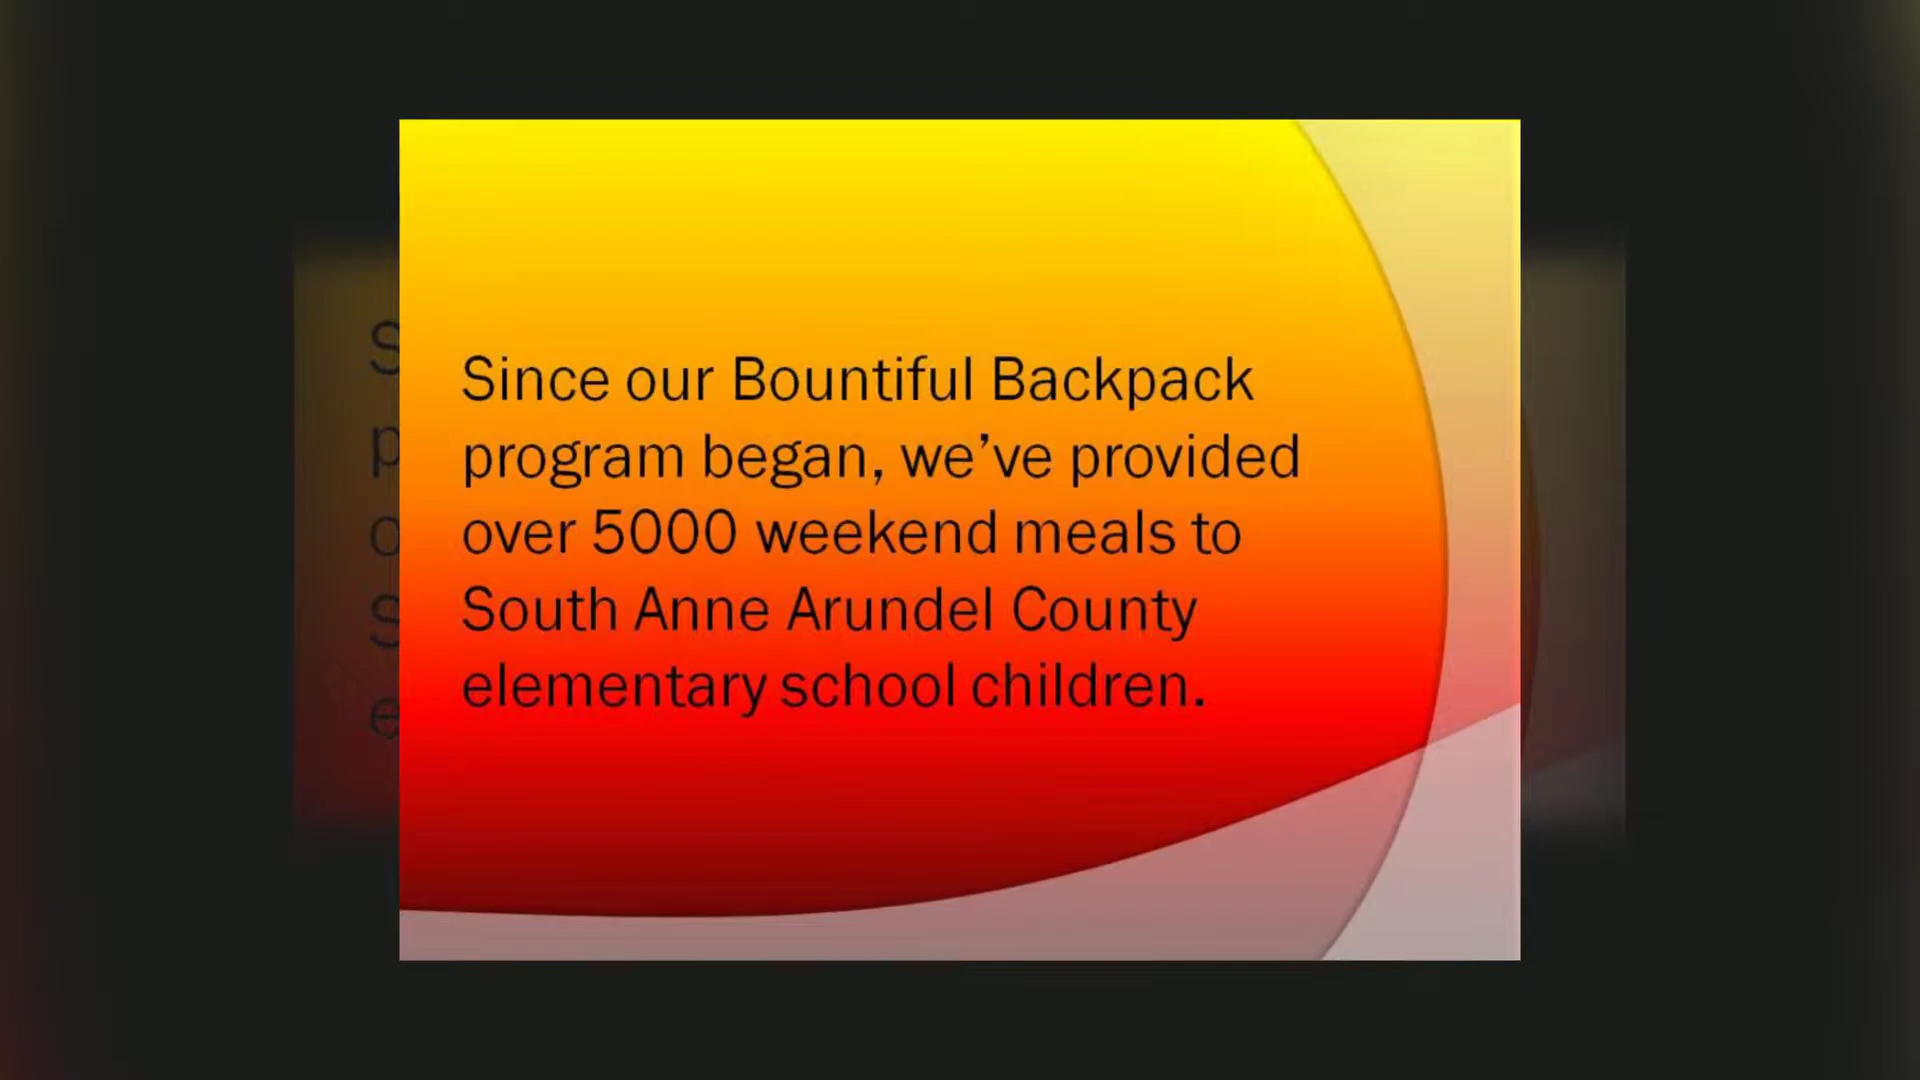 Since our Bountiful Backpack
program began, we’ve provided
over 5000 weekend meals to
South Anne Arundel County
elementary school children.